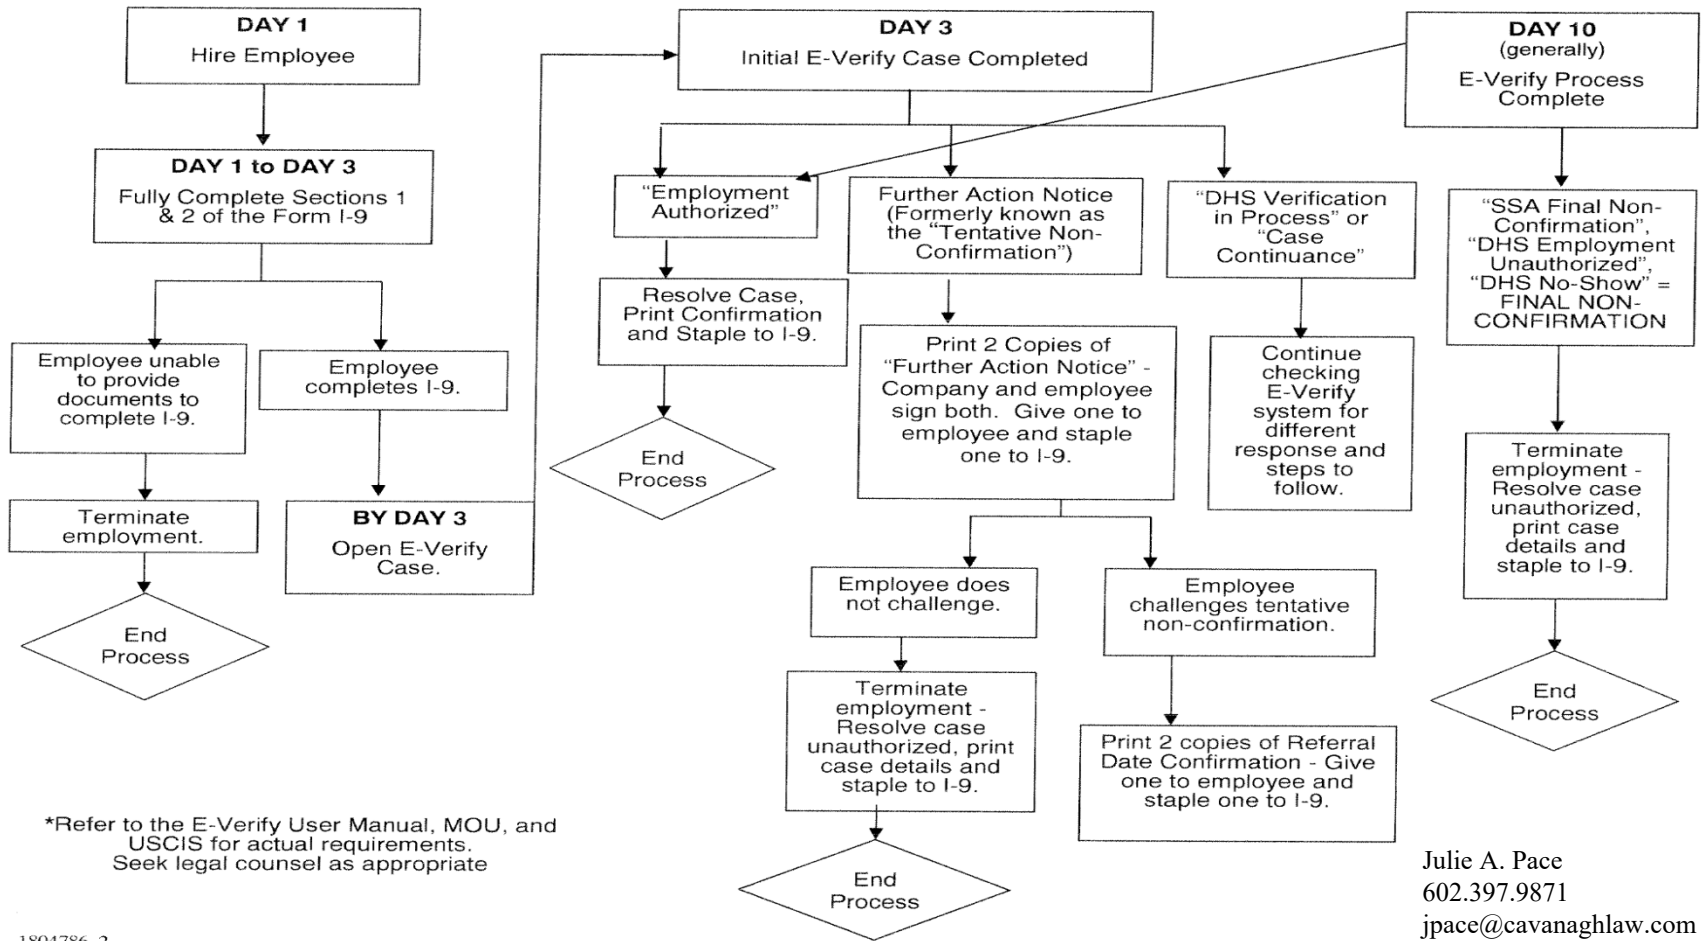 DAY 1
Hire Employee
DAY 1 to DAY 3
Fully Complete Sections 1
& 2 of the Form I-9
Employee unable
to provide
documents to
complete I-9.
Employee
completes I-9.
Terminate
employment.
BY DAY 3
Open E-Verify
Case.
End
Process
DAY 3
Initial E-Verify Case Completed
"Employment
Authorized"
Resolve Case,
Print Confirmation
and Staple to I-9.
End
Process
Further Action Notice
(Formerly known as
the "Tentative Non-
Confirmation")
Print 2 Copies of
"Further Action Notice" -
Company and employee
sign both. Give one to
employee and staple
one to I-9.
Employee does
not challenge.
Terminate
employment -
Resolve case
unauthorized, print
case details and
staple to I-9.
End
Process
Employee
challenges tentative
non-confirmation.
Print 2 copies of Referral
Date Confirmation - Give
one to employee and
staple one to I-9.
"DHS Verification
in Process" or
"Case
Continuance"
Continue
checking
E-Verify
system for
different
response and
steps to
follow.
DAY 10
(generally)
E-Verify Process
Complete
"SSA Final Non-
Confirmation",
"DHS Employment
Unauthorized",
"DHS No-Show" =
FINAL NON-
CONFIRMATION
Terminate
employment -
Resolve case
unauthorized,
print case
details and
staple to I-9.
End
Process
*Refer to the E-Verify User Manual, MOU, and
USCIS for actual requirements.
Seek legal counsel as appropriate
Julie A. Pace
602.397.9871
jpace@cavanaghlaw.com